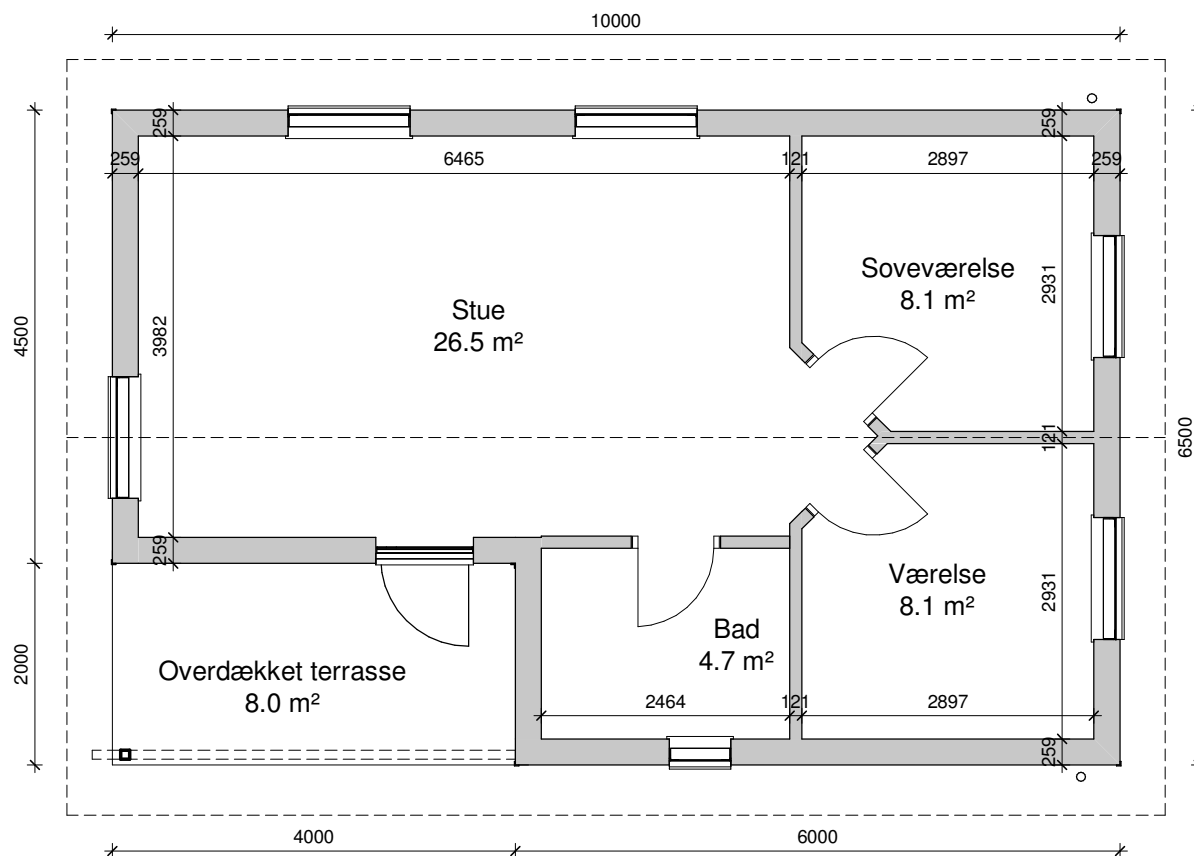 10000
259
259
6465
121
2897
259
259
4500
3982
Stue
26.5 m²
Soveværelse
8.1 m²
2931
121
6500
259
2000
Overdækket terrasse
8.0 m²
Bad
4.7 m²
Værelse
8.1 m²
2931
2464
121
2897
259
4000
6000